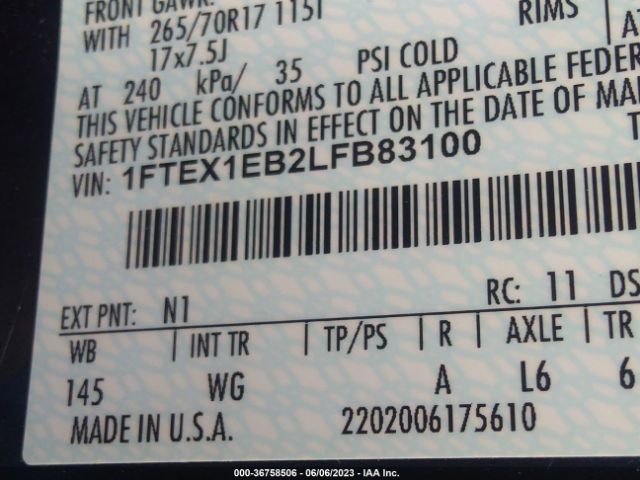 FRONT GAWR:
WITH 265/70R17 115T RIMS
17x7.5J
AT 240 kPa/ 35 PSI COLD
THIS VEHICLE CONFORMS TO ALL APPLICABLE FEDER
SAFETY STANDARDS IN EFFECT ON THE DATE OF MA
VIN: 1FTEX1EB2LFB83100
EXT PNT: N1 RC: 11 DS
WB INT TR TP/PS R AXLE TR
145 WG A L6 6
MADE IN U.S.A. 2202006175610
000-36758506 - 06/06/2023 - IAA Inc.